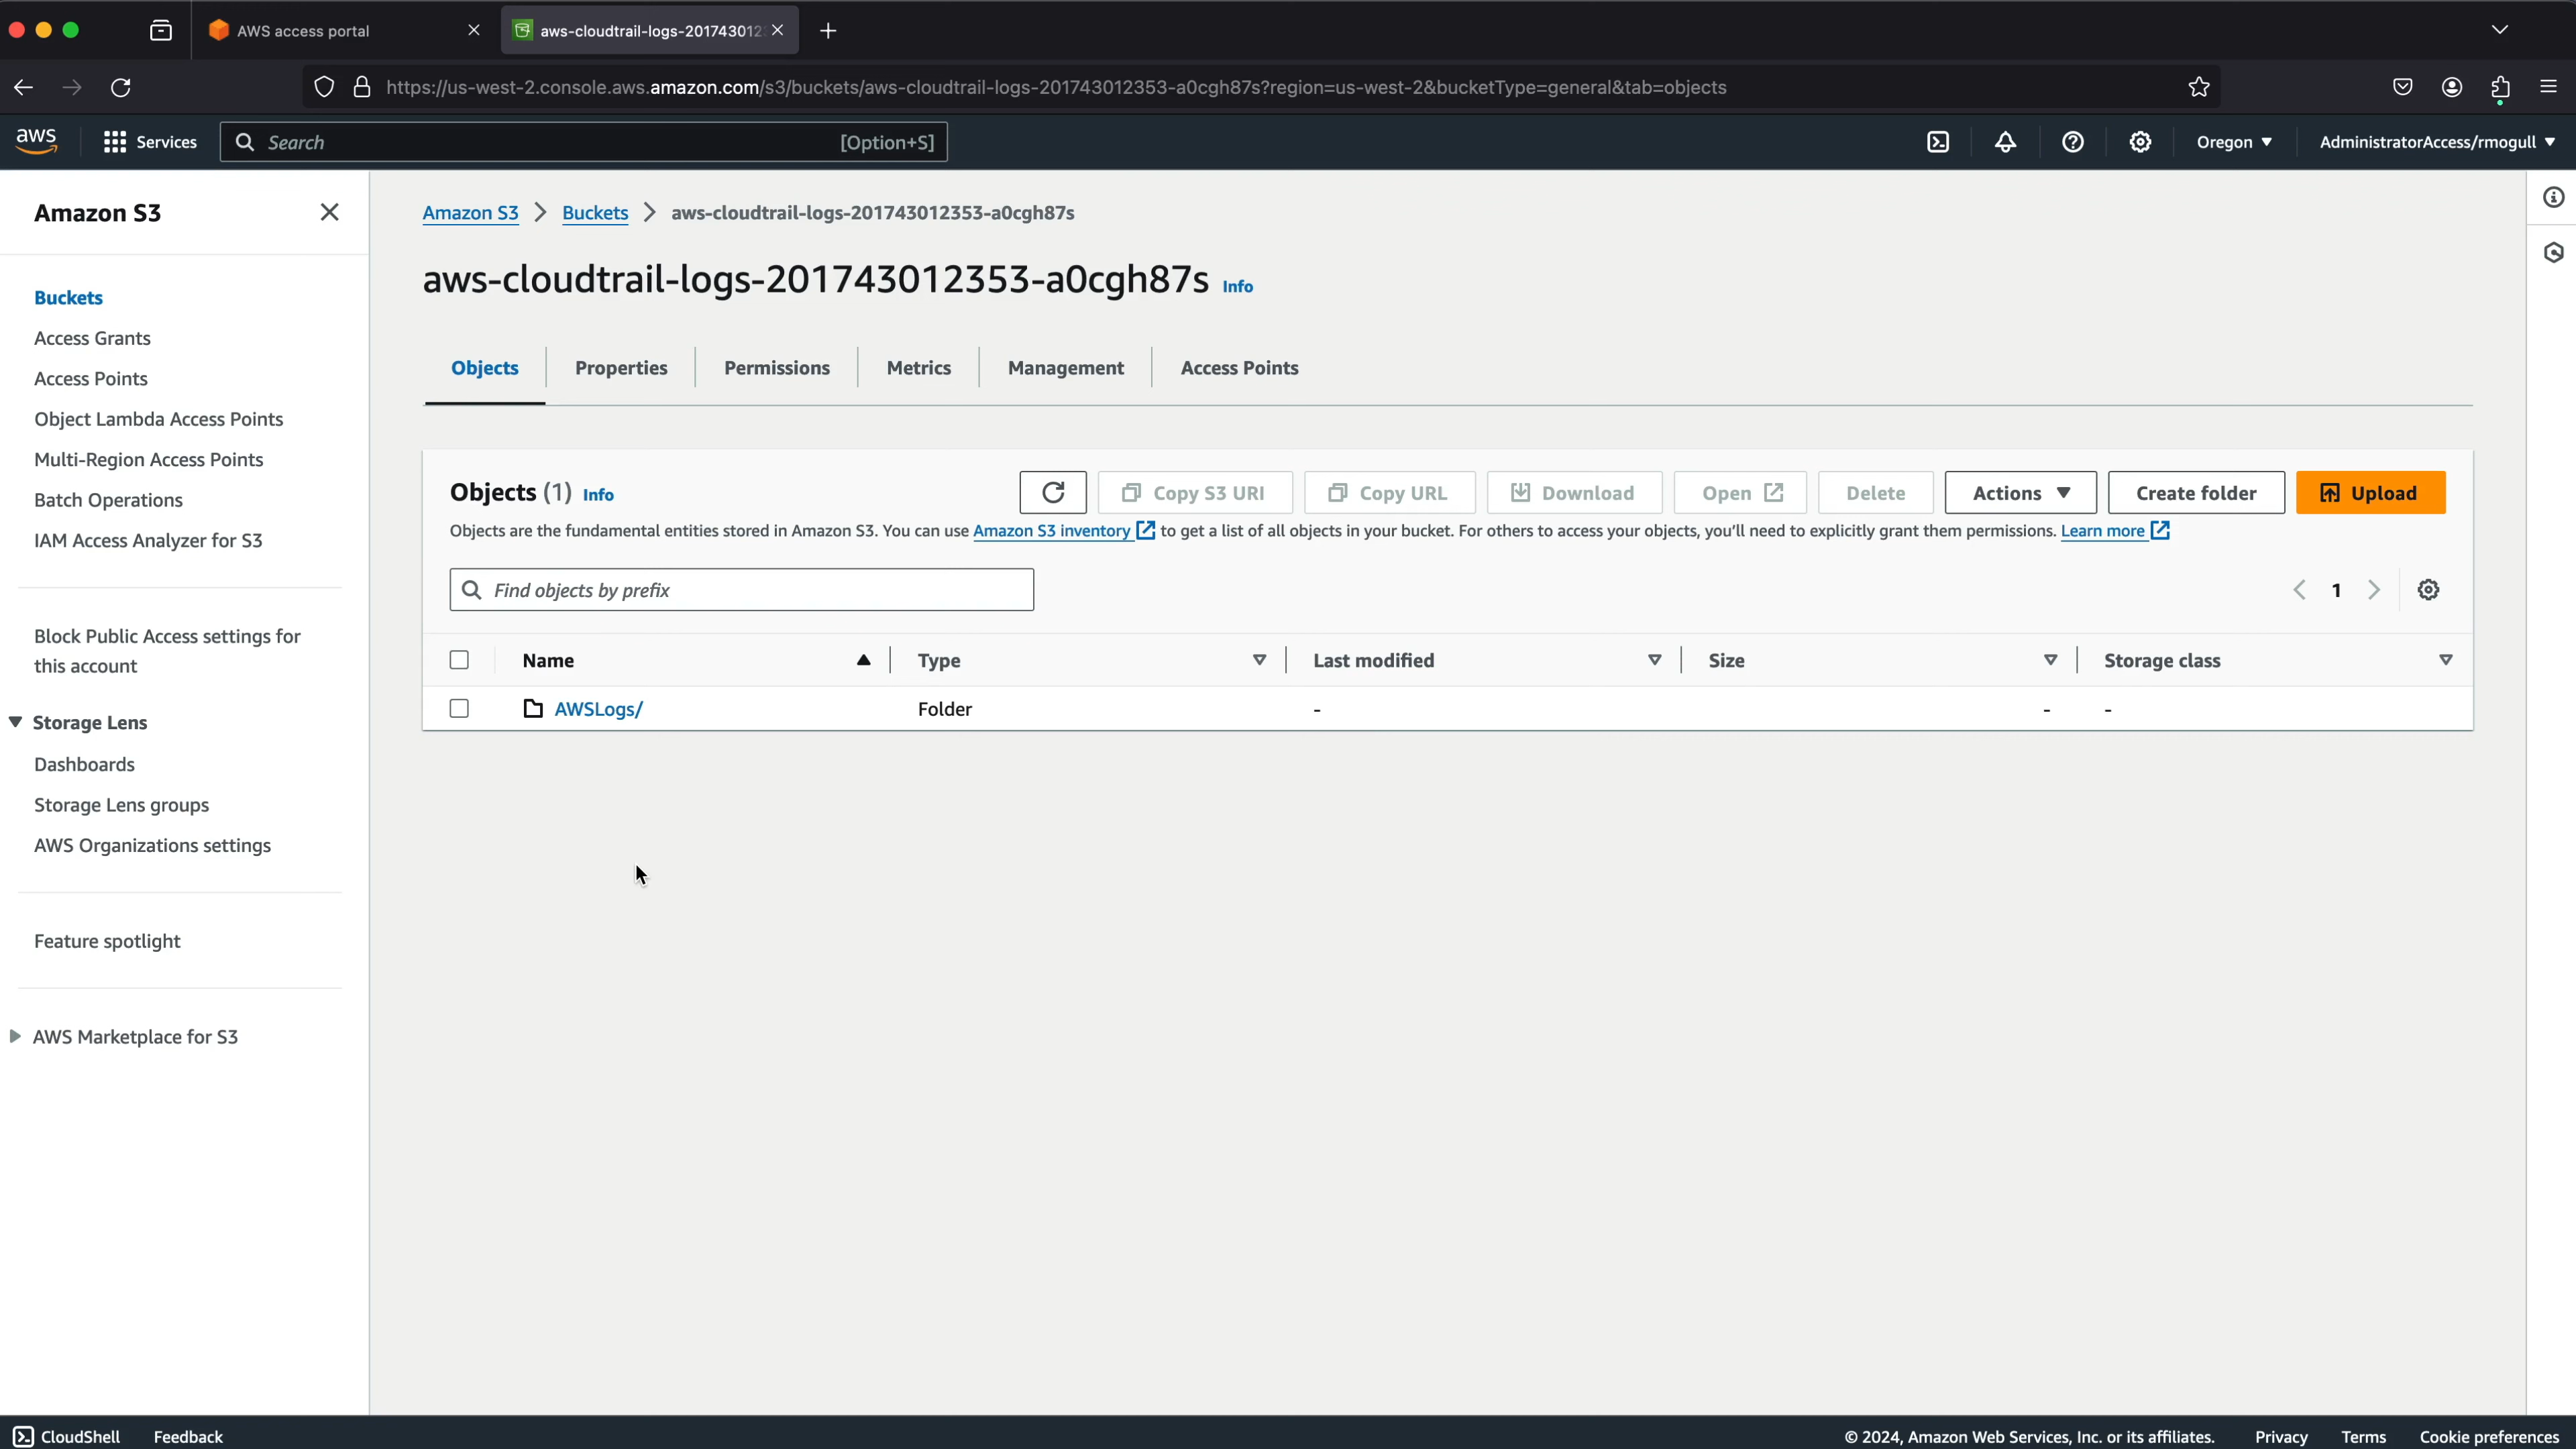 AWS access portal
aws-cloudtrail-logs-201743012
https://us-west-2.console.aws.amazon.com/s3/buckets/aws-cloudtrail-logs-201743012353-a0cgh87s?region=us-west-2&bucketType=general&tab=objects
aws
Services
Search
[Option+S]
Oregon
AdministratorAccess/rmogull
Amazon S3
Buckets
Access Grants
Access Points
Object Lambda Access Points
Multi-Region Access Points
Batch Operations
IAM Access Analyzer for S3
Block Public Access settings for
this account
Storage Lens
Dashboards
Storage Lens groups
AWS Organizations settings
Feature spotlight
AWS Marketplace for S3
Amazon S3 > Buckets > aws-cloudtrail-logs-201743012353-a0cgh87s
aws-cloudtrail-logs-201743012353-a0cgh87s Info
Objects Properties Permissions Metrics Management Access Points
Objects (1) Info
Copy S3 URI Copy URL Download Open Delete Actions Create folder Upload
Objects are the fundamental entities stored in Amazon S3. You can use Amazon S3 inventory to get a list of all objects in your bucket. For others to access your objects, you'll need to explicitly grant them permissions. Learn more
Find objects by prefix
1
Name Type Last modified Size Storage class
AWSLogs/ Folder - - -
CloudShell Feedback
© 2024, Amazon Web Services, Inc. or its affiliates. Privacy Terms Cookie preferences